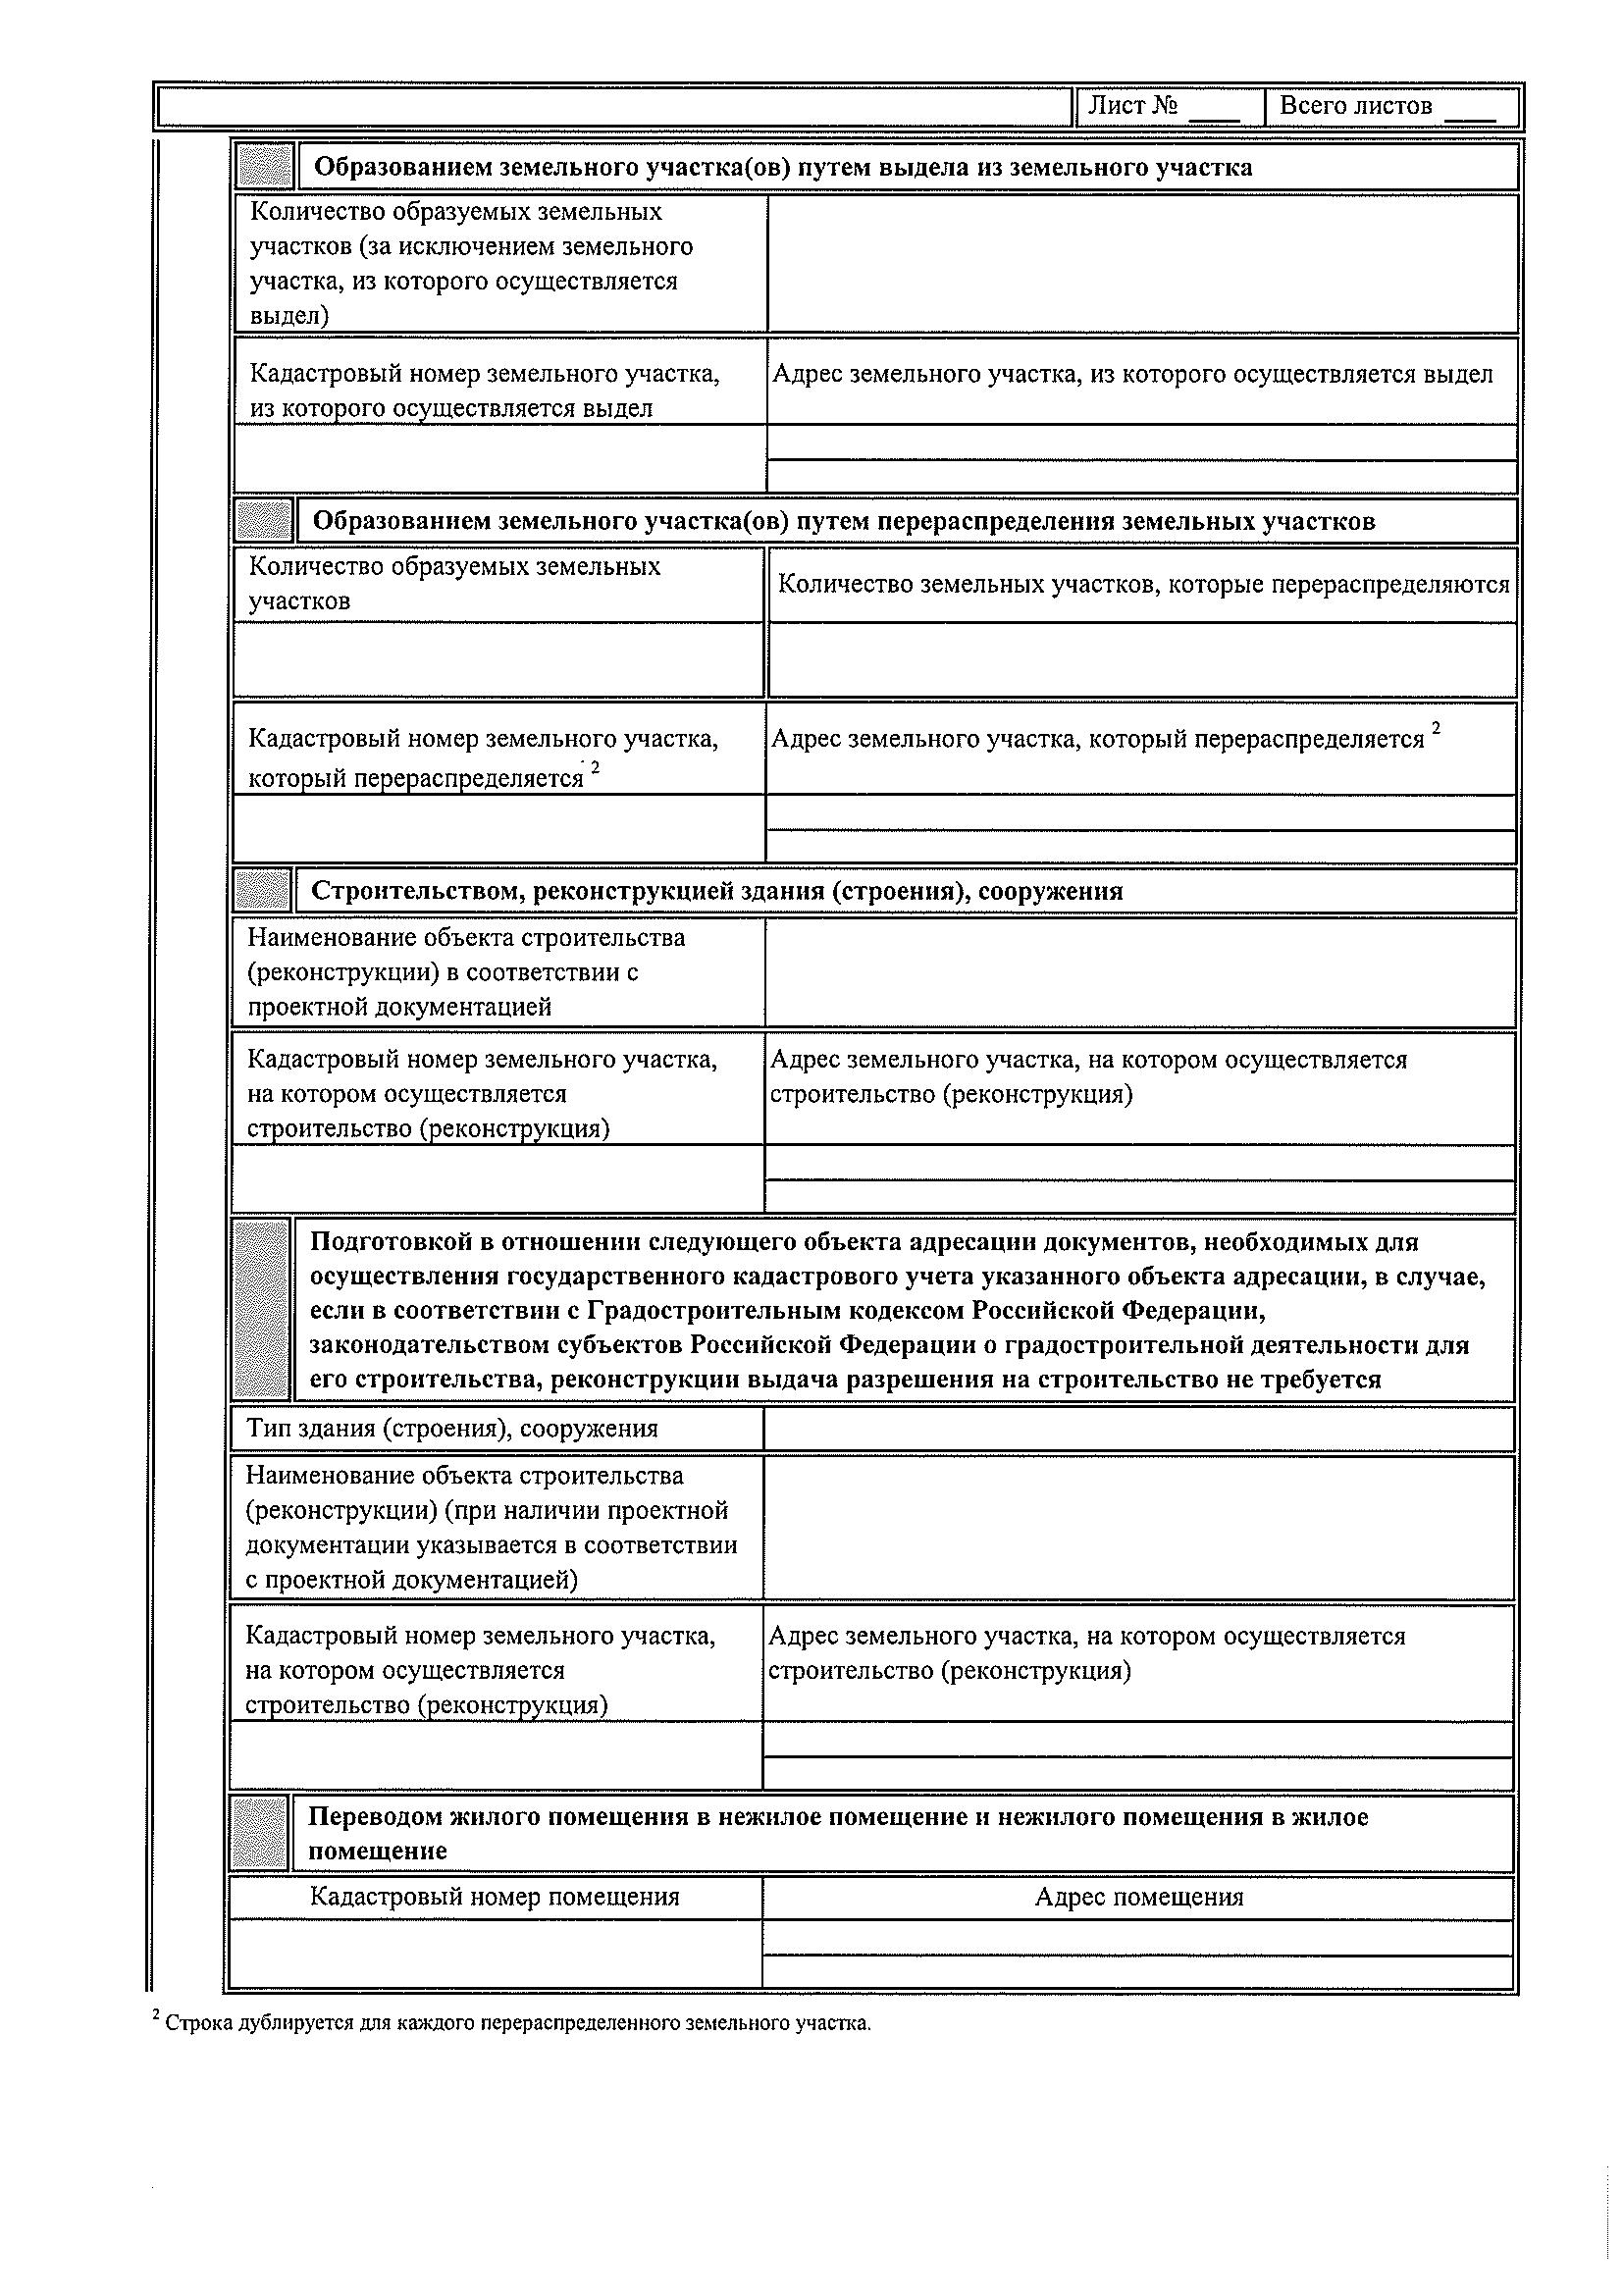 Лист № ____ Всего листов ____
Образованием земельного участка(ов) путем выдела из земельного участка
Количество образуемых земельных
участков (за исключением земельного
участка, из которого осуществляется
выдел)
Кадастровый номер земельного участка,
из которого осуществляется выдел
Адрес земельного участка, из которого осуществляется выдел
Образованием земельного участка(ов) путем перераспределения земельных участков
Количество образуемых земельных
участков
Количество земельных участков, которые перераспределяются
Кадастровый номер земельного участка,
который перераспределяется ²
Адрес земельного участка, который перераспределяется ²
Строительством, реконструкцией здания (строения), сооружения
Наименование объекта строительства
(реконструкции) в соответствии с
проектной документацией
Кадастровый номер земельного участка,
на котором осуществляется
строительство (реконструкция)
Адрес земельного участка, на котором осуществляется
строительство (реконструкция)
Подготовкой в отношении следующего объекта адресации документов, необходимых для
осуществления государственного кадастрового учета указанного объекта адресации, в случае,
если в соответствии с Градостроительным кодексом Российской Федерации,
законодательством субъектов Российской Федерации о градостроительной деятельности для
его строительства, реконструкции выдача разрешения на строительство не требуется
Тип здания (строения), сооружения
Наименование объекта строительства
(реконструкции) (при наличии проектной
документации указывается в соответствии
с проектной документацией)
Кадастровый номер земельного участка,
на котором осуществляется
строительство (реконструкция)
Адрес земельного участка, на котором осуществляется
строительство (реконструкция)
Переводом жилого помещения в нежилое помещение и нежилого помещения в жилое
помещение
Кадастровый номер помещения
Адрес помещения
² Строка дублируется для каждого перераспределенного земельного участка.